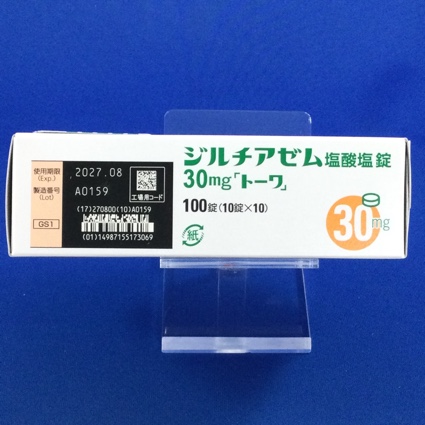 使用期限
(Exp.)
2027.08
製造番号
(Lot)
A0159
工場用コード
GS1
(17)270800(10)A0159
(01)14987155173069
ジルチアゼム塩酸塩錠
30mg「トーワ」
100錠(10錠×10)
紙
30mg